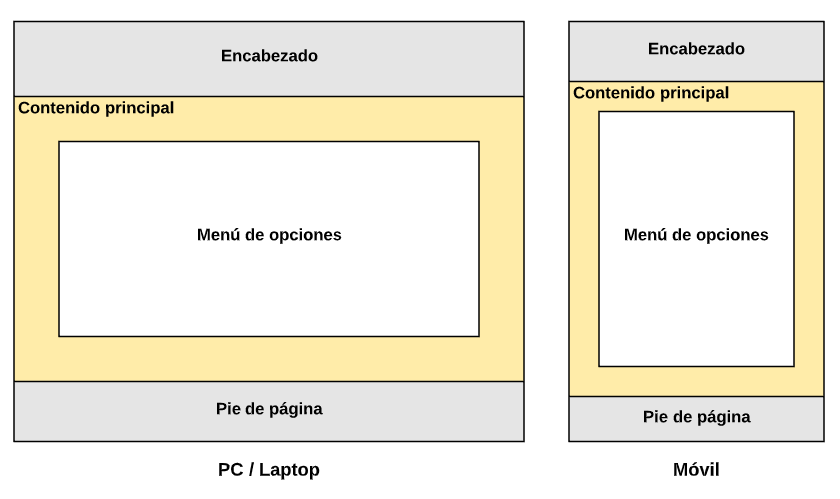 Encabezado
Contenido principal
Menú de opciones
Pie de página
PC / Laptop
Encabezado
Contenido principal
Menú de opciones
Pie de página
Móvil